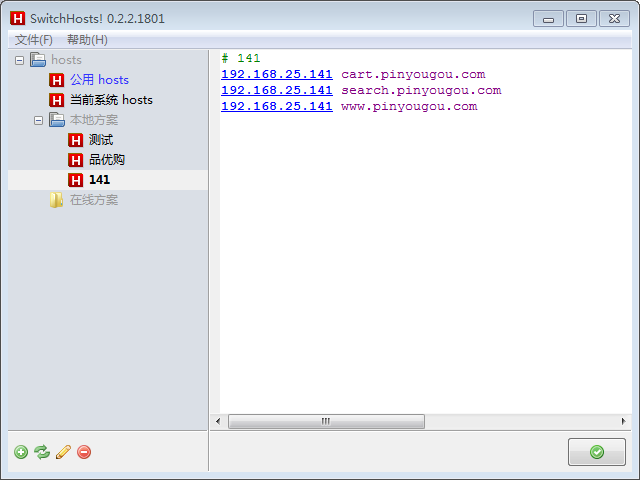 SwitchHosts! 0.2.2.1801
文件(F) 帮助(H)
hosts
公用 hosts
当前系统 hosts
本地方案
测试
品优购
141
在线方案
# 141
192.168.25.141 cart.pinyougou.com
192.168.25.141 search.pinyougou.com
192.168.25.141 www.pinyougou.com